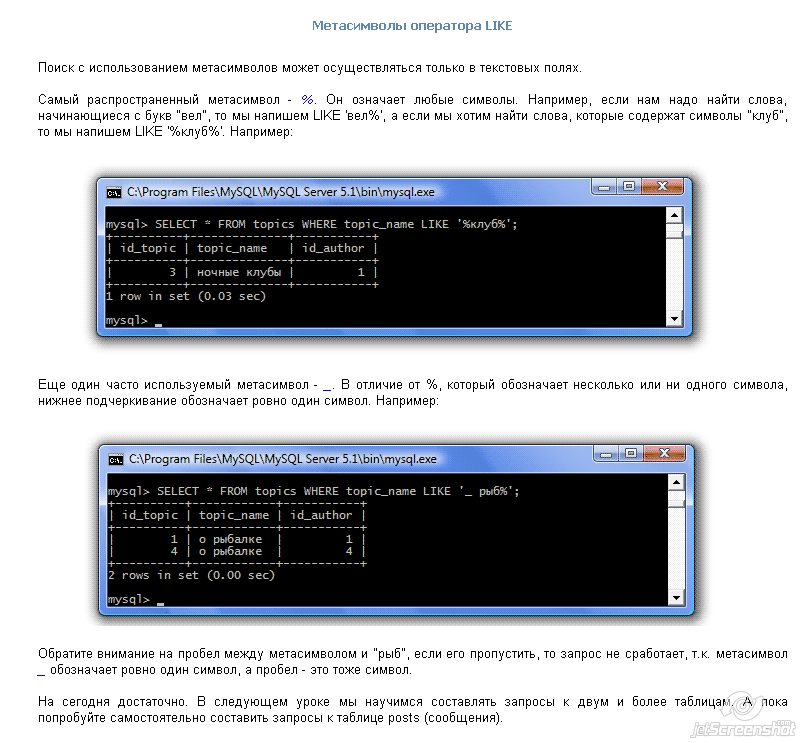 Метасимволы оператора LIKE
Поиск с использованием метасимволов может осуществляться только в текстовых полях.
Самый распространенный метасимвол - %. Он означает любые символы. Например, если нам надо найти слова,
начинающиеся с букв "вел", то мы напишем LIKE 'вел%', а если мы хотим найти слова, которые содержат символы "клуб",
то мы напишем LIKE '%клуб%'. Например:
C:\Program Files\MySQL\MySQL Server 5.1\bin\mysql.exe
mysql> SELECT * FROM topics WHERE topic_name LIKE '%клуб%';
+----------+-------------+-----------+
| id_topic | topic_name | id_author |
+----------+-------------+-----------+
| 3 | ночные клубы | 1 |
+----------+-------------+-----------+
1 row in set (0.03 sec)
mysql> _
Еще один часто используемый метасимвол - _. В отличие от %, который обозначает несколько или ни одного символа,
нижнее подчеркивание обозначает ровно один символ. Например:
C:\Program Files\MySQL\MySQL Server 5.1\bin\mysql.exe
mysql> SELECT * FROM topics WHERE topic_name LIKE '_ рыб%';
+----------+------------+-----------+
| id_topic | topic_name | id_author |
+----------+------------+-----------+
| 1 | о рыбалке | 1 |
| 4 | о рыбалке | 4 |
+----------+------------+-----------+
2 rows in set (0.00 sec)
mysql> _
Обратите внимание на пробел между метасимволом и "рыб", если его пропустить, то запрос не сработает, т.к. метасимвол
_ обозначает ровно один символ, а пробел - это тоже символ.
На сегодня достаточно. В следующем уроке мы научимся составлять запросы к двум и более таблицам. А пока
попробуйте самостоятельно составить запросы к таблице posts (сообщения).
jetScreenshot.com